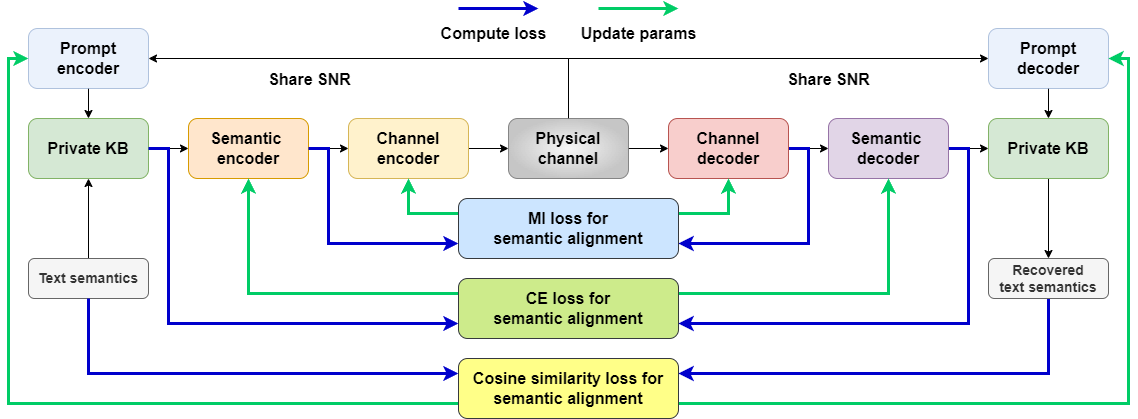 Compute loss
Update params
Prompt
encoder
Prompt
decoder
Share SNR
Share SNR
Private KB
Semantic
encoder
Channel
encoder
Physical
channel
Channel
decoder
Semantic
decoder
Private KB
MI loss for
semantic alignment
Text semantics
Recovered
text semantics
CE loss for
semantic alignment
Cosine similarity loss for
semantic alignment